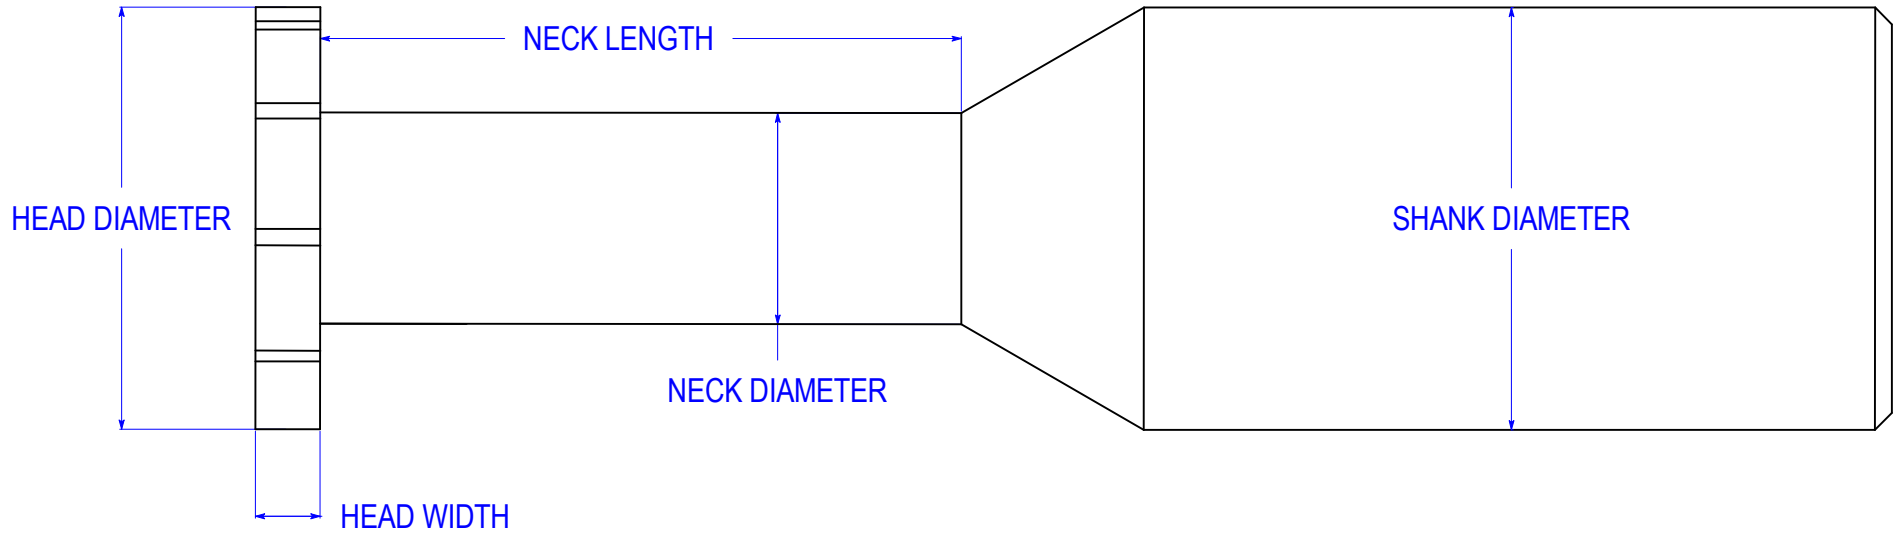 NECK LENGTH
HEAD DIAMETER
SHANK DIAMETER
NECK DIAMETER
HEAD WIDTH